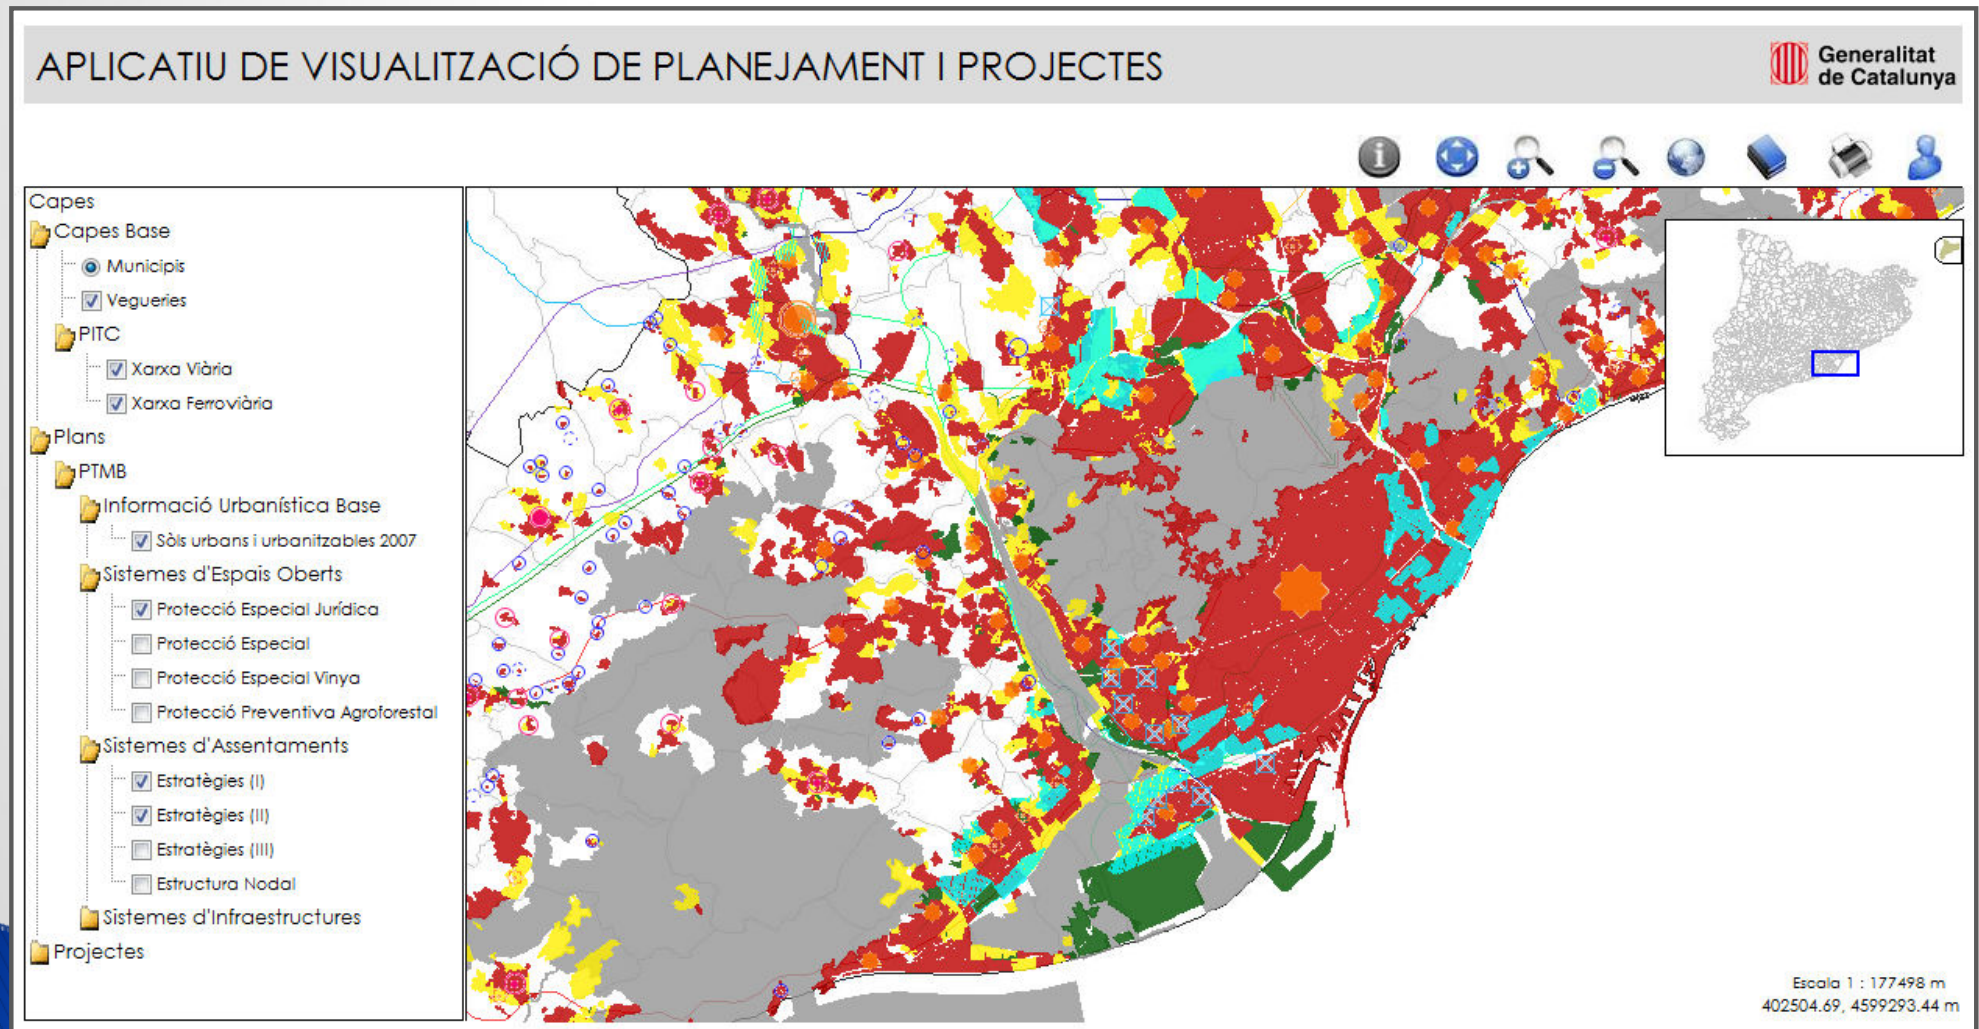 APLICATIU DE VISUALITZACIÓ DE PLANEJAMENT I PROJECTES
Generalitat
de Catalunya
Capes
Capes Base
Municipis
Vegueries
PITC
Xarxa Viària
Xarxa Ferroviària
Plans
PTMB
Informació Urbanística Base
Sòls urbans i urbanitzables 2007
Sistemes d'Espais Oberts
Protecció Especial Jurídica
Protecció Especial
Protecció Especial Vinya
Protecció Preventiva Agroforestal
Sistemes d'Assentaments
Estratègies (I)
Estratègies (II)
Estratègies (III)
Estructura Nodal
Sistemes d'Infraestructures
Projectes
Escala 1 : 177498 m
402504.69, 4599293.44 m